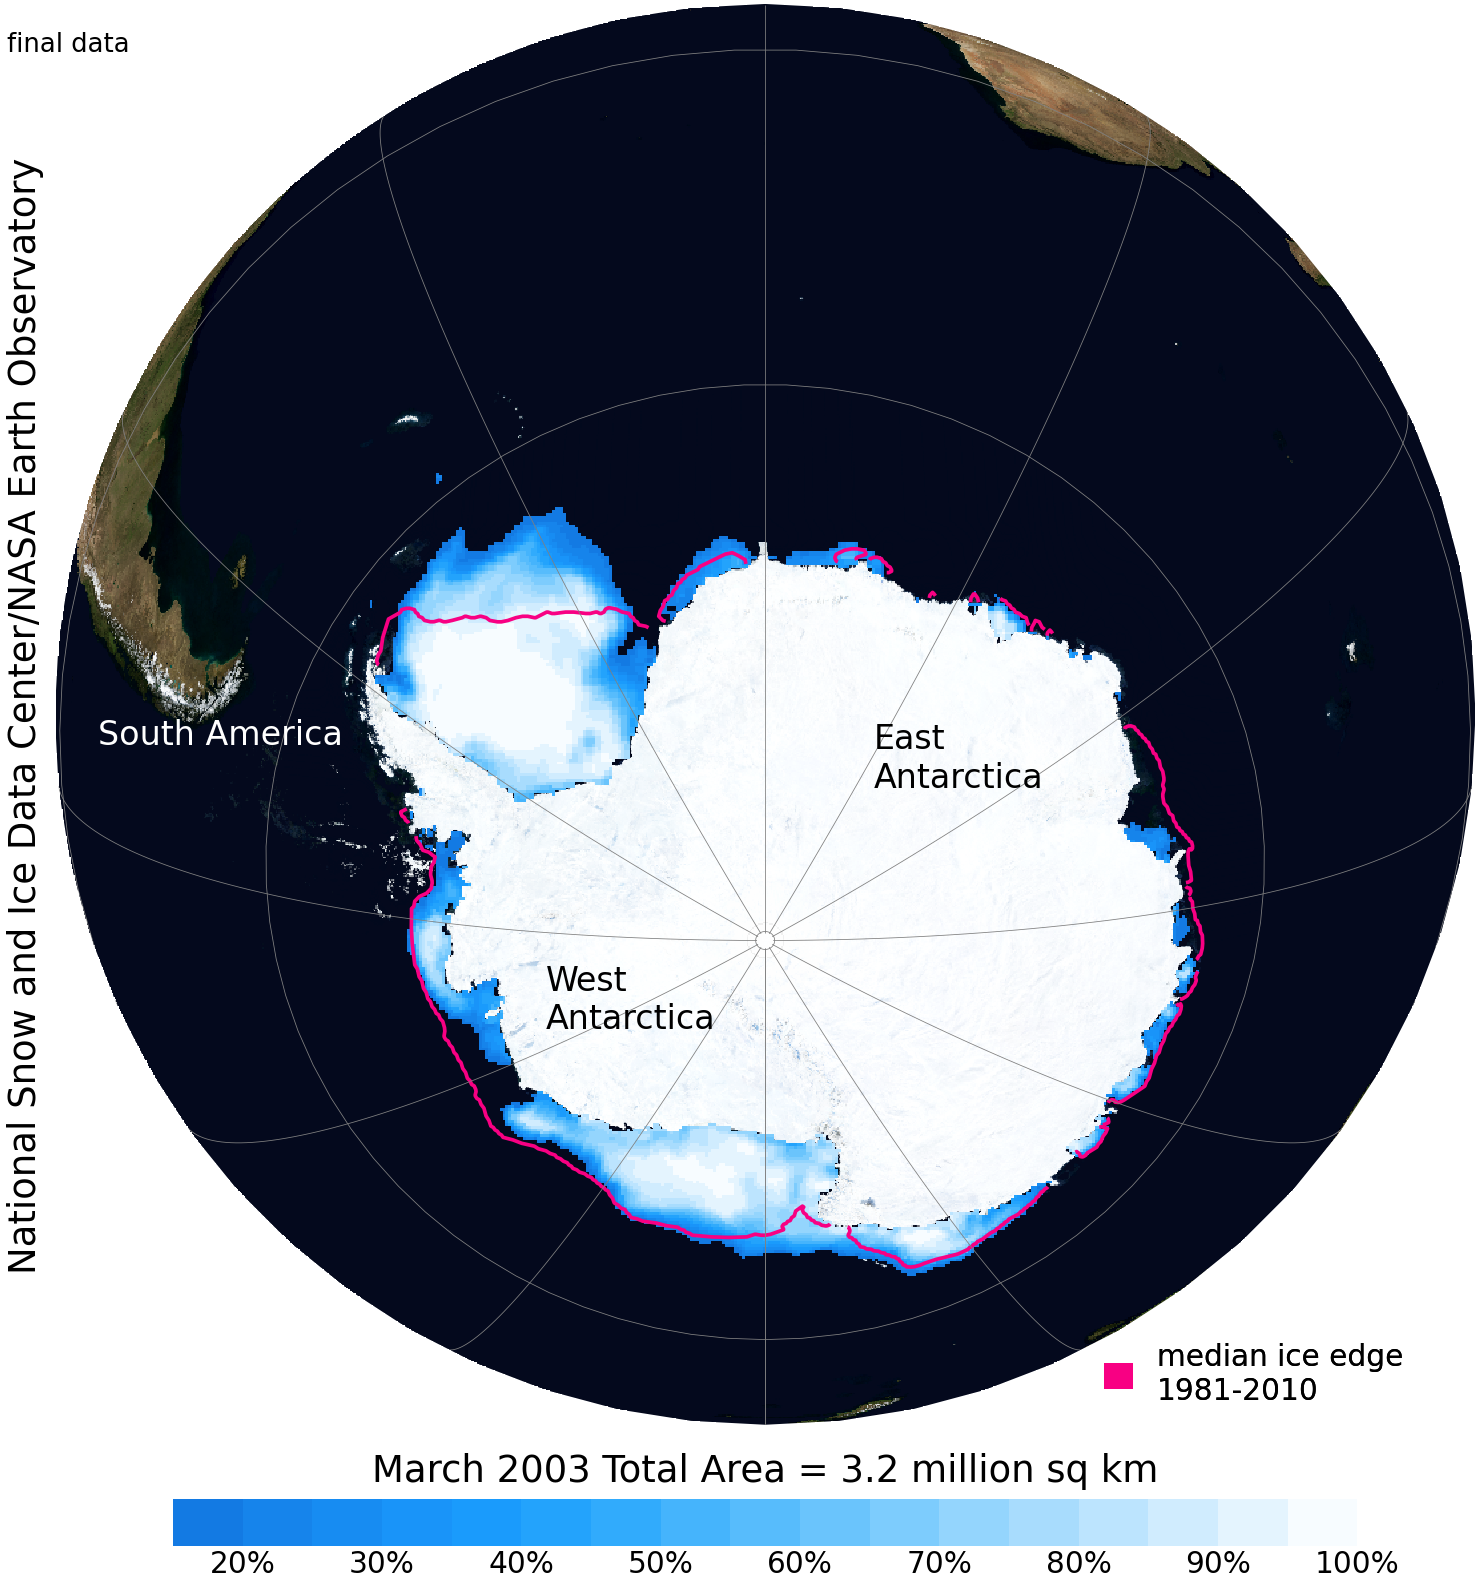 final data
National Snow and Ice Data Center/NASA Earth Observatory
South America
East
Antarctica
West
Antarctica
median ice edge
1981-2010
March 2003 Total Area = 3.2 million sq km
20% 30% 40% 50% 60% 70% 80% 90% 100%